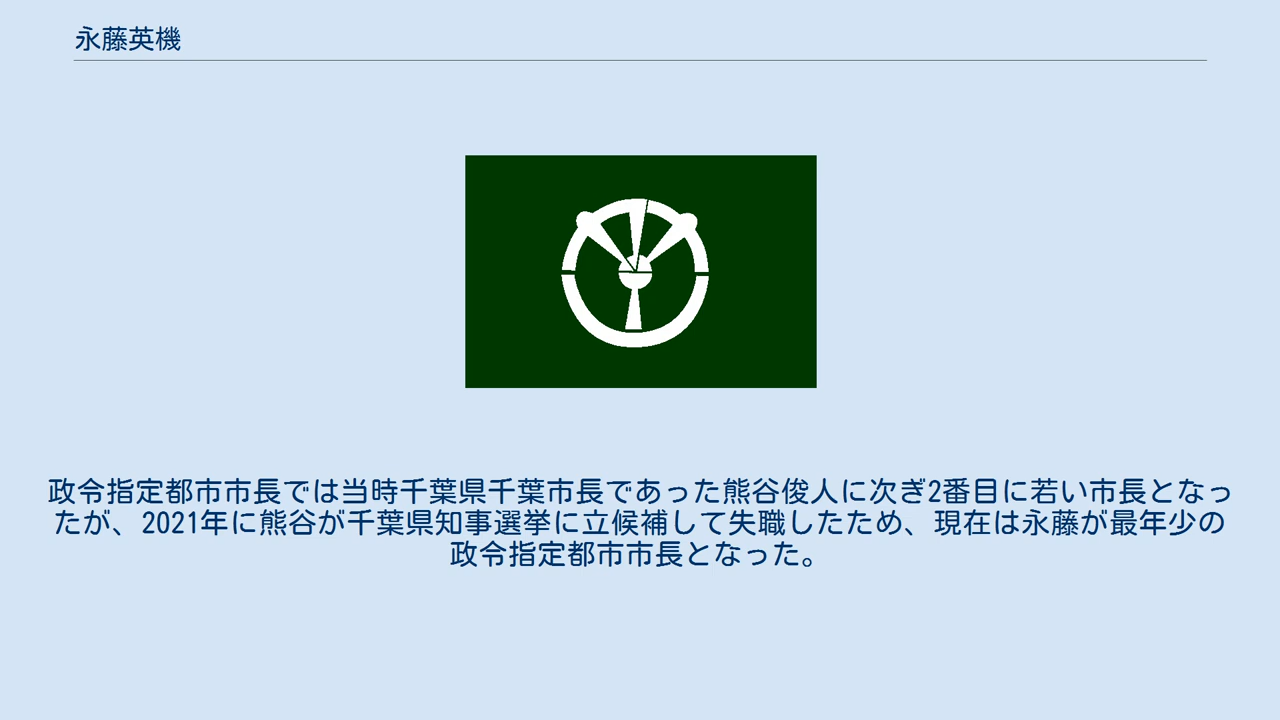 永藤英機
政令指定都市市長では当時千葉県千葉市長であった熊谷俊人に次ぎ2番目に若い市長となっ
たが、2021年に熊谷が千葉県知事選挙に立候補して失職したため、現在は永藤が最年少の
政令指定都市市長となった。